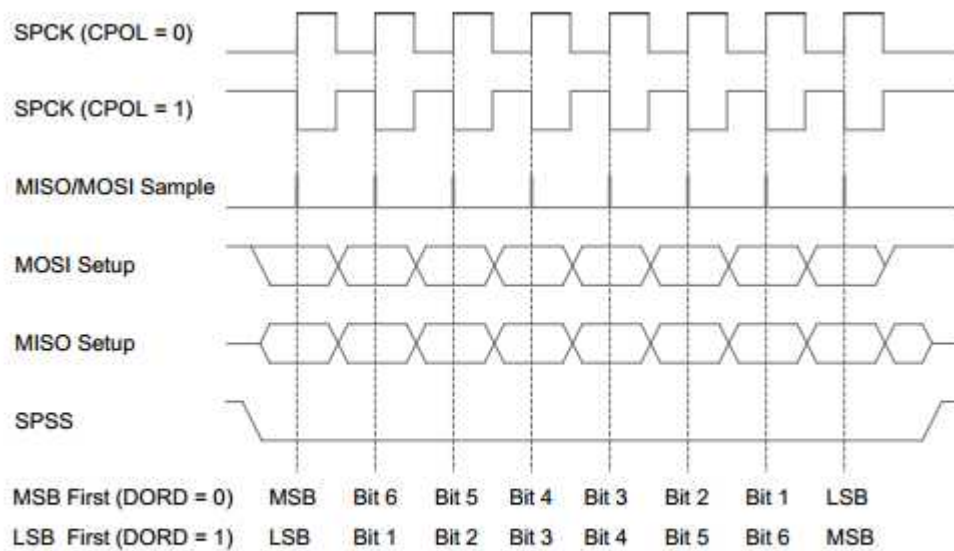 SPCK (CPOL = 0)
SPCK (CPOL = 1)
MISO/MOSI Sample
MOSI Setup
MISO Setup
SPSS
MSB First (DORD = 0) MSB Bit 6 Bit 5 Bit 4 Bit 3 Bit 2 Bit 1 LSB
LSB First (DORD = 1) LSB Bit 1 Bit 2 Bit 3 Bit 4 Bit 5 Bit 6 MSB